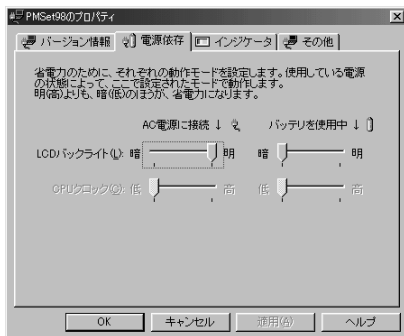 PMSet98のプロパティ
バージョン情報 電源依存 インジケータ その他
省電力のために、それぞれの動作モードを設定します。使用している電源
の状態によって、ここで設定されたモードで動作します。
明(高)よりも、暗(低)のほうが、省電力になります。
AC電源に接続 ↓ バッテリを使用中 ↓
LCDバックライト(L): 暗 明 暗 明
CPUクロック(C): 低 高 低 高
OK キャンセル 適用(A) ヘルプ